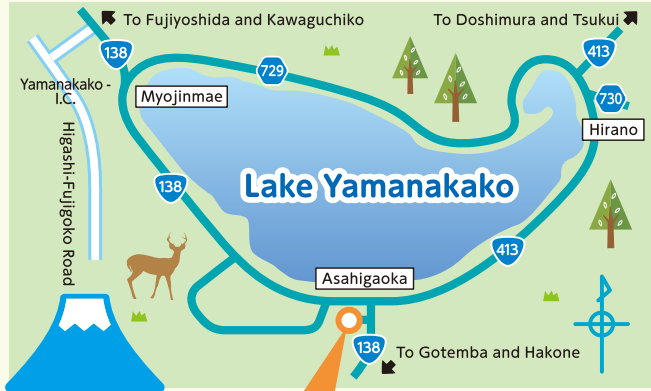 To Fujiyoshida and Kawaguchiko
To Doshimura and Tsukui
138
413
729
Yamanakako -
I.C.
Myojinmae
730
Hirano
Higashi-Fujigoko Road
138
Lake Yamanakako
413
Asahigaoka
138
To Gotemba and Hakone